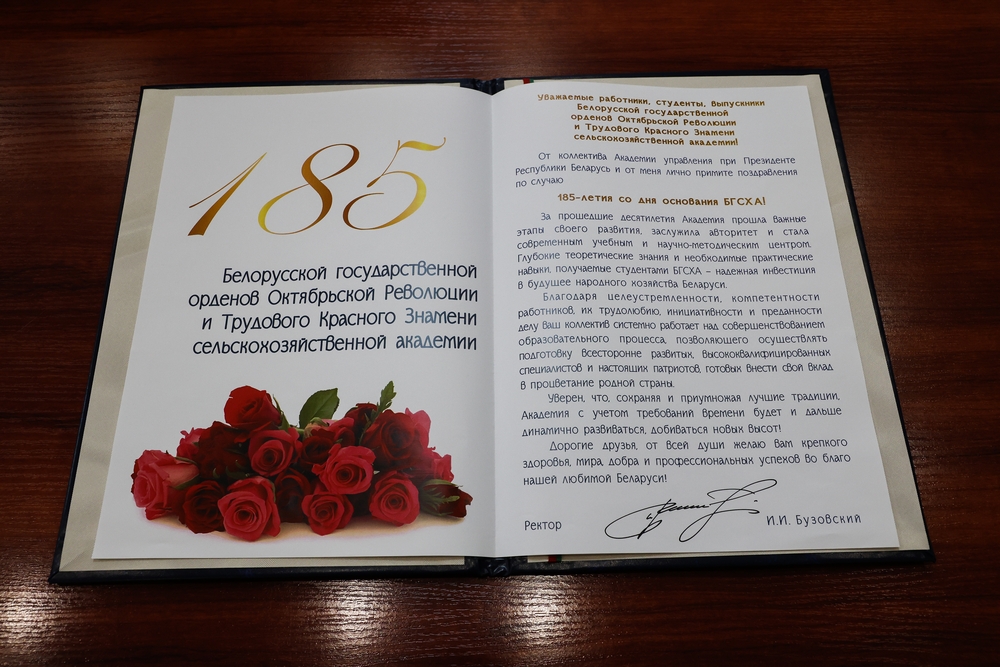 185
Белорусской государственной
орденов Октябрьской Революции
и Трудового Красного Знамени
сельскохозяйственной академии
Уважаемые работники, студенты, выпускники
Белорусской государственной
орденов Октябрьской Революции
и Трудового Красного Знамени
сельскохозяйственной академии!
От коллектива Академии управления при Президенте
Республики Беларусь и от меня лично примите поздравления
по случаю
185-летия со дня основания БГСХА!
За прошедшие десятилетия Академия прошла важные
этапы своего развития, заслужила авторитет и стала
современным учебным и научно-методическим центром.
Глубокие теоретические знания и необходимые практические
навыки, получаемые студентами БГСХА – надежная инвестиция
в будущее народного хозяйства Беларуси.
Благодаря целеустремленности, компетентности
работников, их трудолюбию, инициативности и преданности
делу ваш коллектив системно работает над совершенствованием
образовательного процесса, позволяющего осуществлять
подготовку всесторонне развитых, высококвалифицированных
специалистов и настоящих патриотов, готовых внести свой вклад
в процветание родной страны.
Уверен, что, сохраняя и приумножая лучшие традиции,
Академия с учетом требований времени будет и дальше
динамично развиваться, добиваться новых высот!
Дорогие друзья, от всей души желаю вам крепкого
здоровья, мира, добра и профессиональных успехов во благо
нашей любимой Беларуси!
Ректор И.И. Бузовский